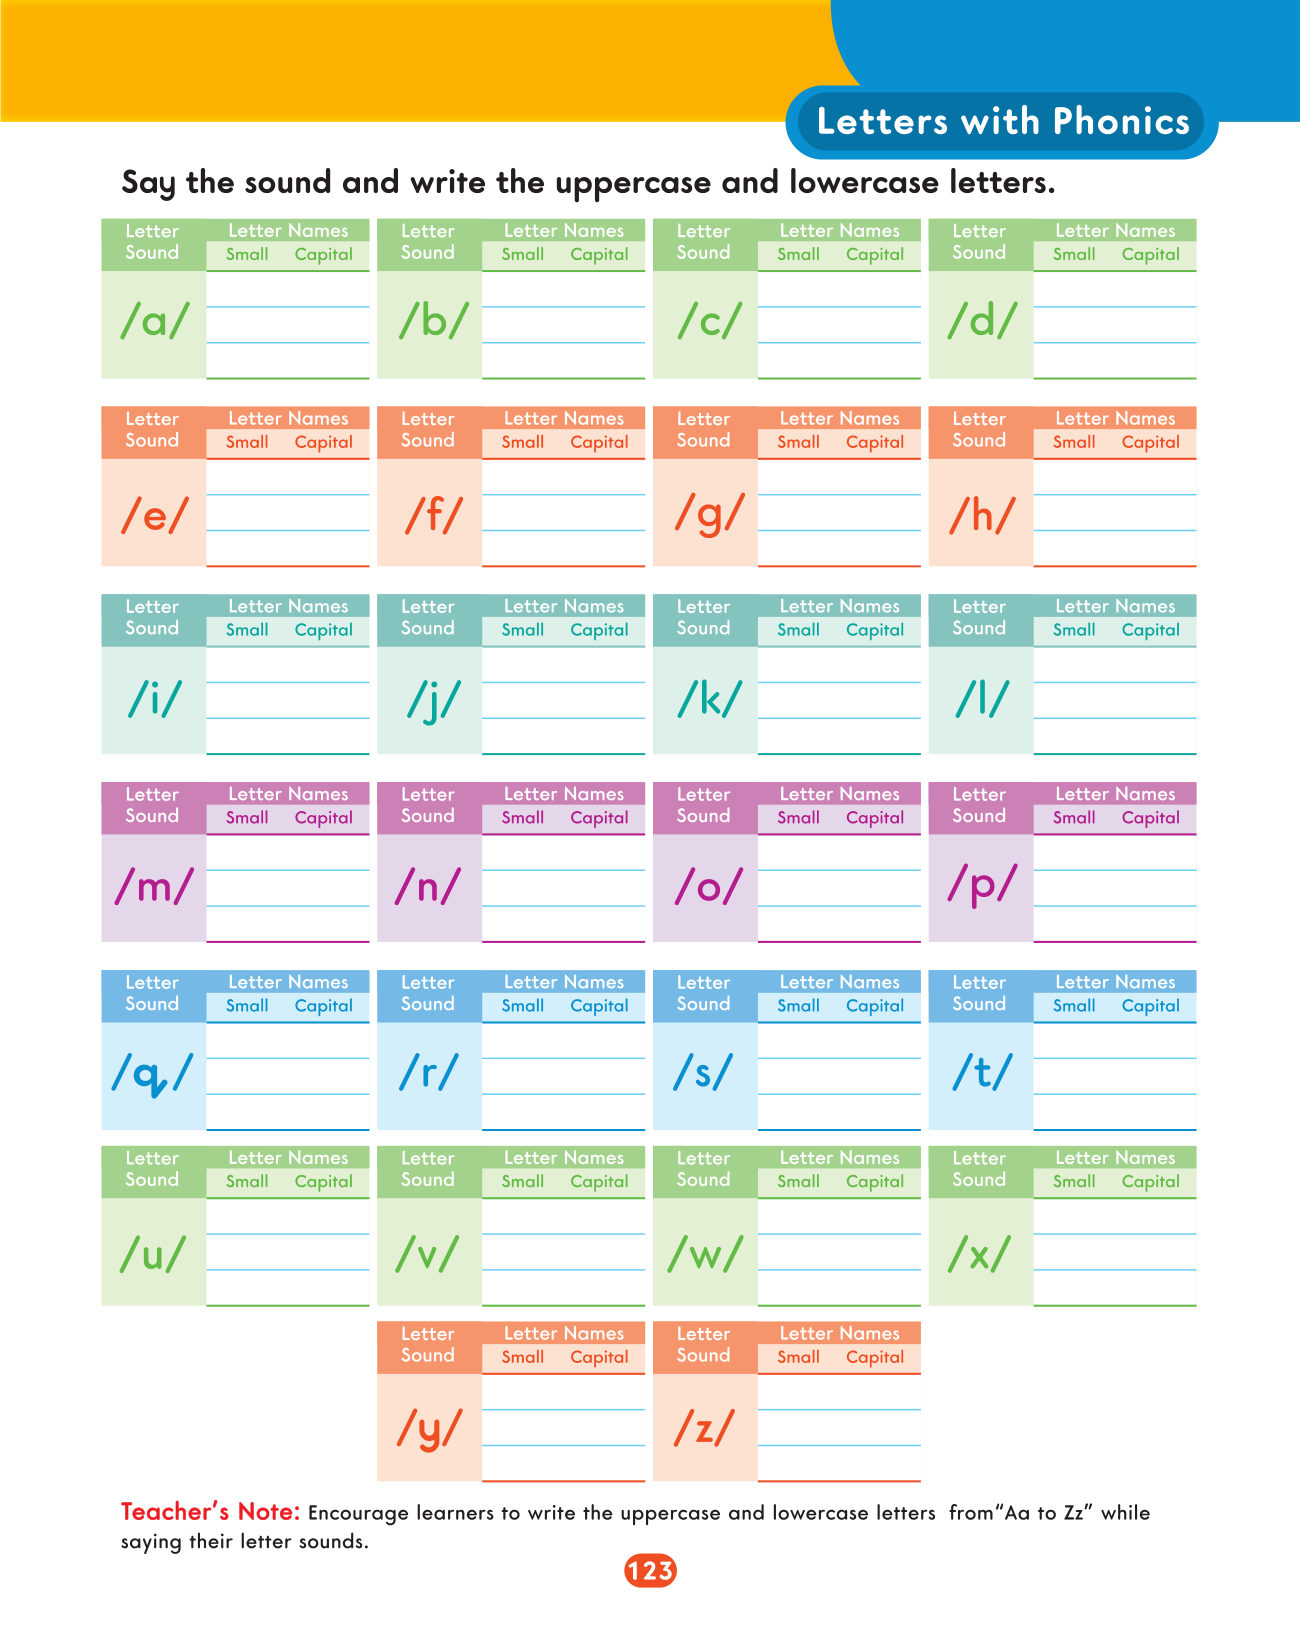 Letters with Phonics
Say the sound and write the uppercase and lowercase letters.
Letter Letter Names Letter Letter Names Letter Letter Names Letter Letter Names
Sound Small Capital Sound Small Capital Sound Small Capital Sound Small Capital
/a/ /b/ /c/ /d/
Letter Letter Names Letter Letter Names Letter Letter Names Letter Letter Names
Sound Small Capital Sound Small Capital Sound Small Capital Sound Small Capital
/e/ /f/ /g/ /h/
Letter Letter Names Letter Letter Names Letter Letter Names Letter Letter Names
Sound Small Capital Sound Small Capital Sound Small Capital Sound Small Capital
/i/ /j/ /k/ /l/
Letter Letter Names Letter Letter Names Letter Letter Names Letter Letter Names
Sound Small Capital Sound Small Capital Sound Small Capital Sound Small Capital
/m/ /n/ /o/ /p/
Letter Letter Names Letter Letter Names Letter Letter Names Letter Letter Names
Sound Small Capital Sound Small Capital Sound Small Capital Sound Small Capital
/q/ /r/ /s/ /t/
Letter Letter Names Letter Letter Names Letter Letter Names Letter Letter Names
Sound Small Capital Sound Small Capital Sound Small Capital Sound Small Capital
/u/ /v/ /w/ /x/
Letter Letter Names Letter Letter Names
Sound Small Capital Sound Small Capital
/y/ /z/
Teacher's Note: Encourage learners to write the uppercase and lowercase letters from“Aa to Zz” while
saying their letter sounds.
123